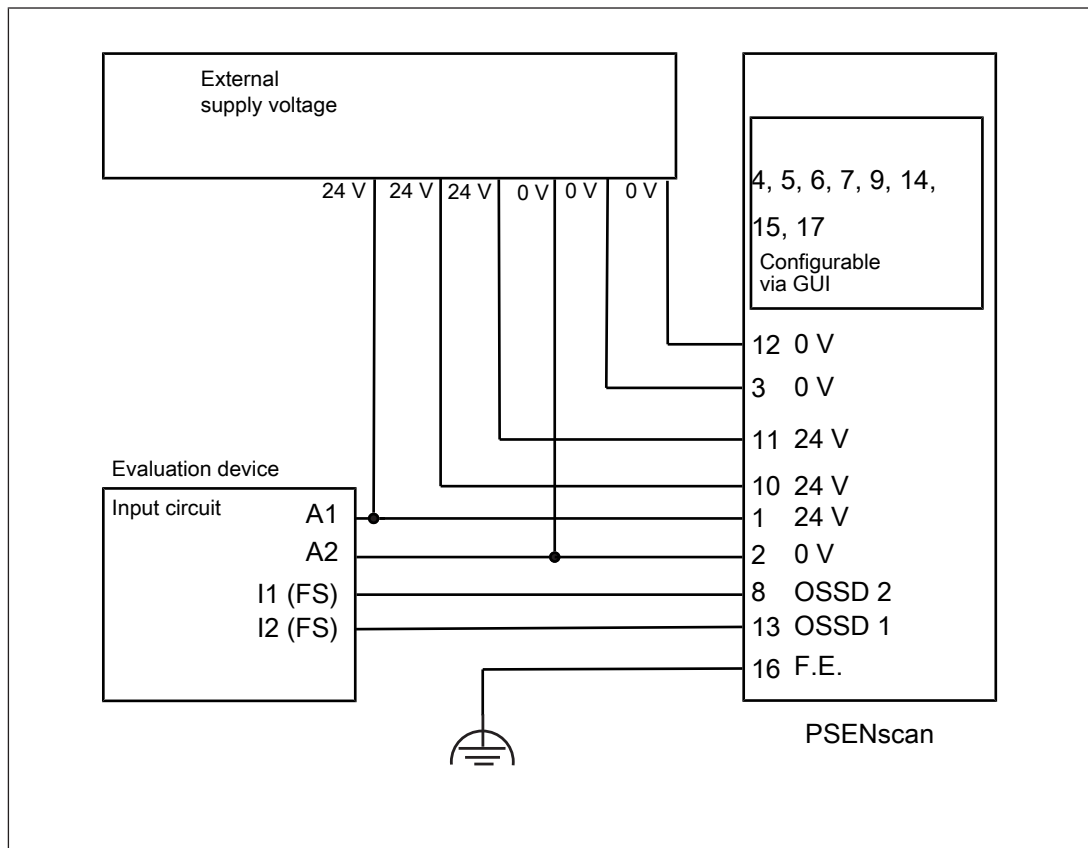 External
supply voltage
24 V 24 V 24 V 0 V 0 V 0 V
4, 5, 6, 7, 9, 14,
15, 17
Configurable
via GUI
12 0 V
3 0 V
11 24 V
10 24 V
1 24 V
2 0 V
8 OSSD 2
13 OSSD 1
16 F.E.
PSENscan
Evaluation device
Input circuit
A1
A2
I1 (FS)
I2 (FS)